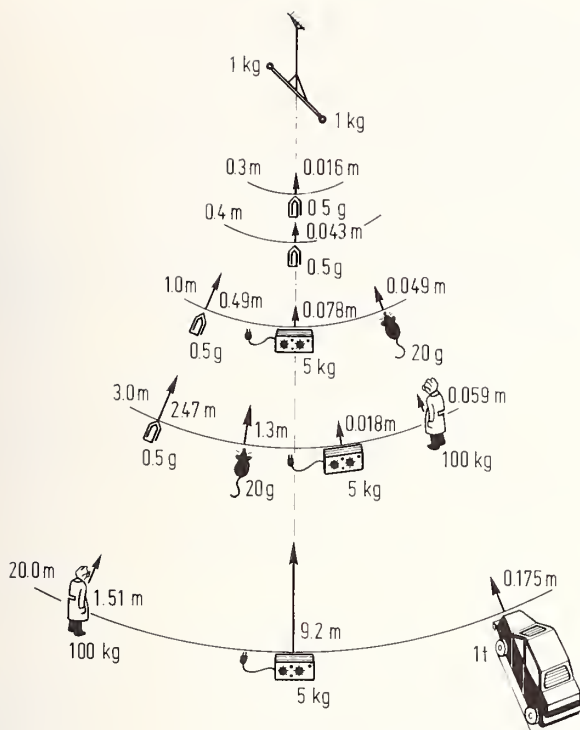 1 kg
1 kg
0.3 m 0.016 m
0.5 g
0.4 m 0.043 m
0.5 g
1.0 m 0.49 m 0.078 m 0.049 m
0.5 g 5 kg 20 g
3.0 m 2.47 m 1.3 m 0.018 m 0.059 m
0.5 g 20 g 5 kg 100 kg
20.0 m 1.51 m 9.2 m 0.175 m
100 kg 5 kg 1 t